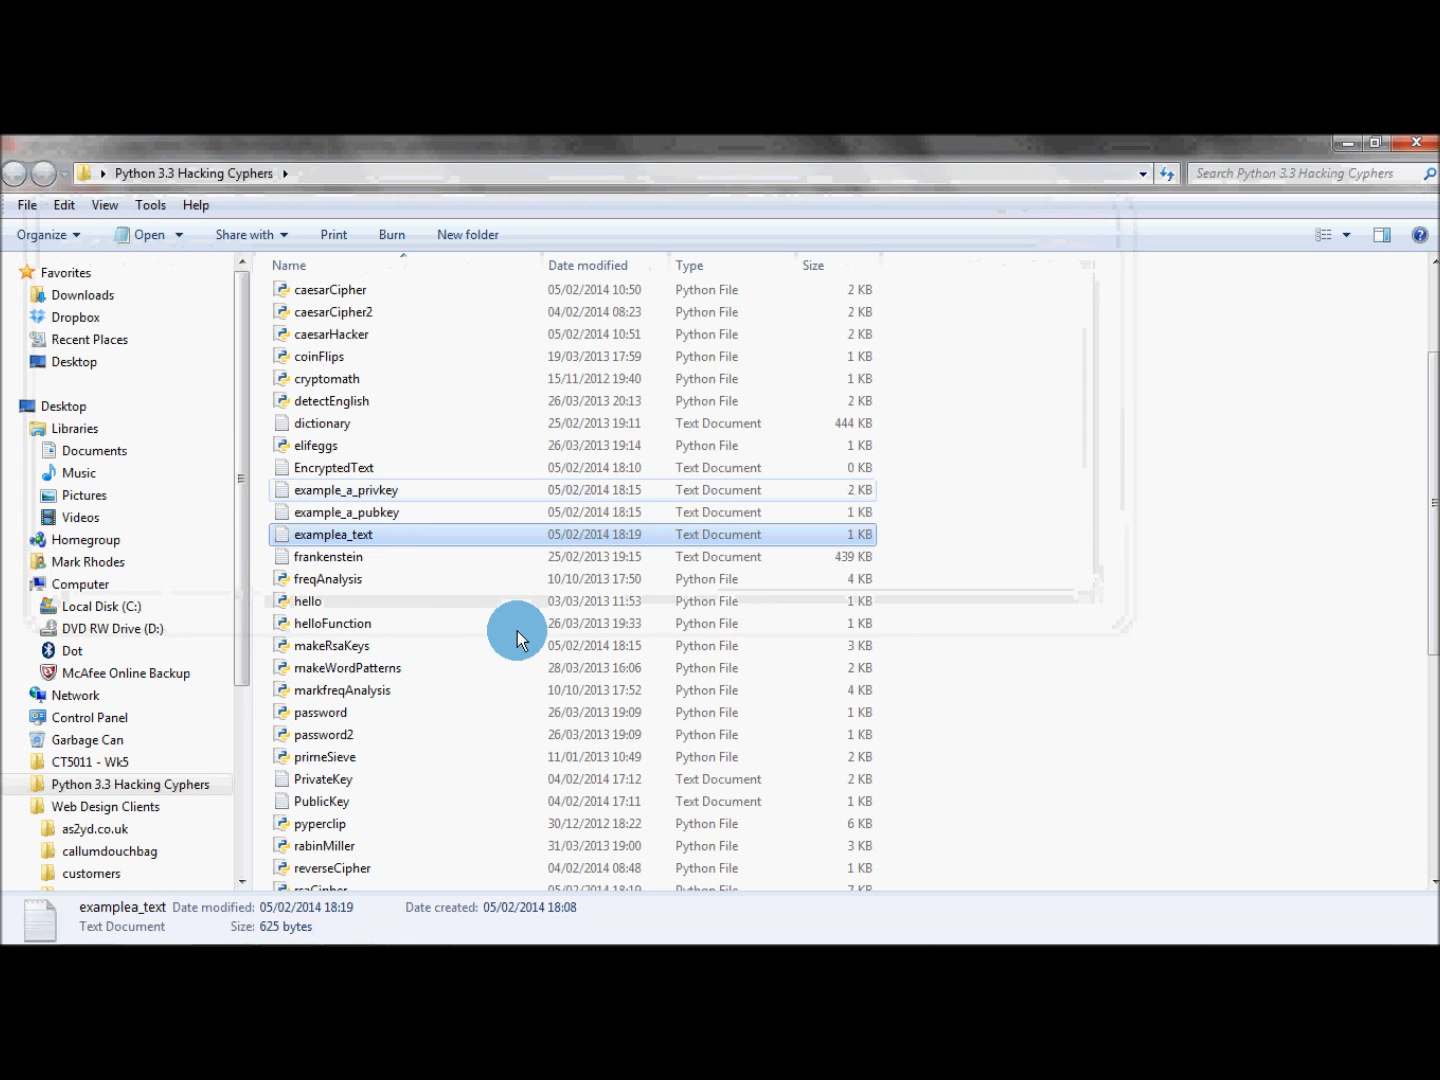 Python 3.3 Hacking Cyphers
Search Python 3.3 Hacking Cyphers
File Edit View Tools Help
Organize Open Share with Print Burn New folder
Name Date modified Type Size
Favorites
Downloads
Dropbox
Recent Places
Desktop
Desktop
Libraries
Documents
Music
Pictures
Videos
Homegroup
Mark Rhodes
Computer
Local Disk (C:)
DVD RW Drive (D:)
Dot
McAfee Online Backup
Network
Control Panel
Garbage Can
CT5011 - Wk5
Python 3.3 Hacking Cyphers
Web Design Clients
as2yd.co.uk
callumdouchbag
customers
caesarCipher 05/02/2014 10:50 Python File 2 KB
caesarCipher2 04/02/2014 08:23 Python File 2 KB
caesarHacker 05/02/2014 10:51 Python File 2 KB
coinFlips 19/03/2013 17:59 Python File 1 KB
cryptomath 15/11/2012 19:40 Python File 1 KB
detectEnglish 26/03/2013 20:13 Python File 2 KB
dictionary 25/02/2013 19:11 Text Document 444 KB
elifeggs 26/03/2013 19:14 Python File 1 KB
EncryptedText 05/02/2014 18:10 Text Document 0 KB
example_a_privkey 05/02/2014 18:15 Text Document 2 KB
example_a_pubkey 05/02/2014 18:15 Text Document 1 KB
examplea_text 05/02/2014 18:19 Text Document 1 KB
frankenstein 25/02/2013 19:15 Text Document 439 KB
freqAnalysis 10/10/2013 17:50 Python File 4 KB
hello 03/03/2013 11:53 Python File 1 KB
helloFunction 26/03/2013 19:33 Python File 1 KB
makeRsaKeys 05/02/2014 18:15 Python File 3 KB
makeWordPatterns 28/03/2013 16:06 Python File 2 KB
markfreqAnalysis 10/10/2013 17:52 Python File 4 KB
password 26/03/2013 19:09 Python File 1 KB
password2 26/03/2013 19:09 Python File 1 KB
primeSieve 11/01/2013 10:49 Python File 2 KB
PrivateKey 04/02/2014 17:12 Text Document 2 KB
PublicKey 04/02/2014 17:11 Text Document 1 KB
pyperclip 30/12/2012 18:22 Python File 6 KB
rabinMiller 31/03/2013 19:00 Python File 3 KB
reverseCipher 04/02/2014 08:48 Python File 1 KB
rsaCipher 05/02/2014 18:19 Python File 7 KB
examplea_text Date modified: 05/02/2014 18:19 Date created: 05/02/2014 18:08
Text Document Size: 625 bytes